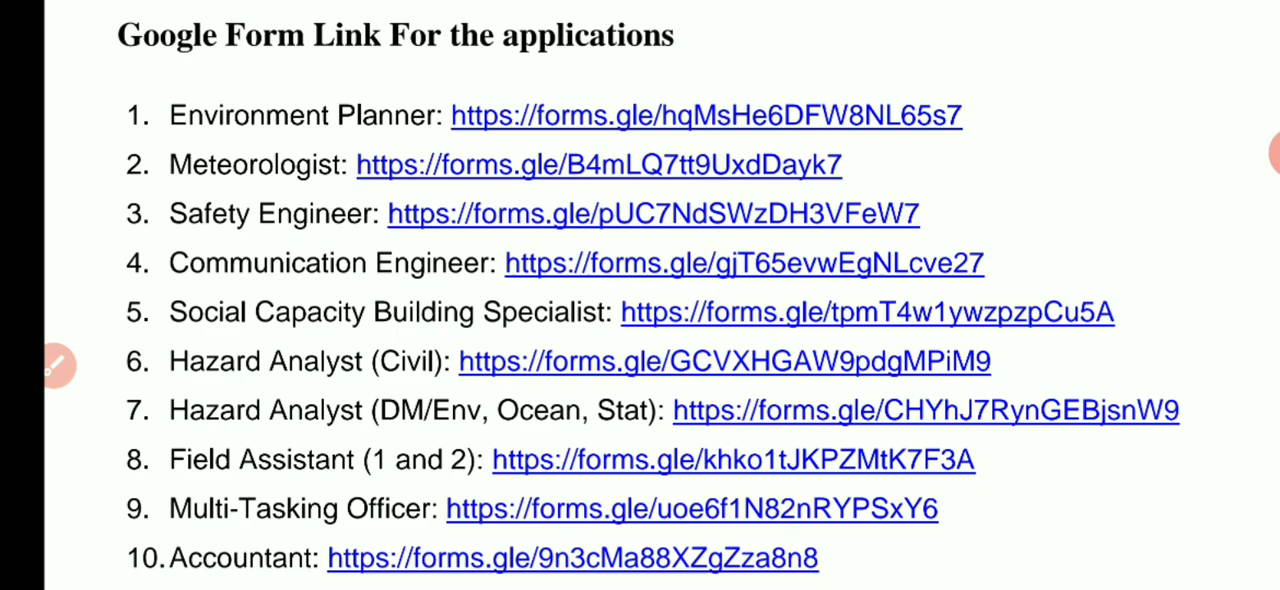 Google Form Link For the applications
1. Environment Planner: https://forms.gle/hqMsHe6DFW8NL65s7
2. Meteorologist: https://forms.gle/B4mLQ7tt9UxdDayk7
3. Safety Engineer: https://forms.gle/pUC7NdSWzDH3VFeW7
4. Communication Engineer: https://forms.gle/gjT65evwEgNLcve27
5. Social Capacity Building Specialist: https://forms.gle/tpmT4w1ywzpzpCu5A
6. Hazard Analyst (Civil): https://forms.gle/GCVXHGAW9pdgMPiM9
7. Hazard Analyst (DM/Env, Ocean, Stat): https://forms.gle/CHYhJ7RynGEBjsnW9
8. Field Assistant (1 and 2): https://forms.gle/khko1tJKPZMtK7F3A
9. Multi-Tasking Officer: https://forms.gle/uoe6f1N82nRYPSxY6
10. Accountant: https://forms.gle/9n3cMa88XZgZza8n8